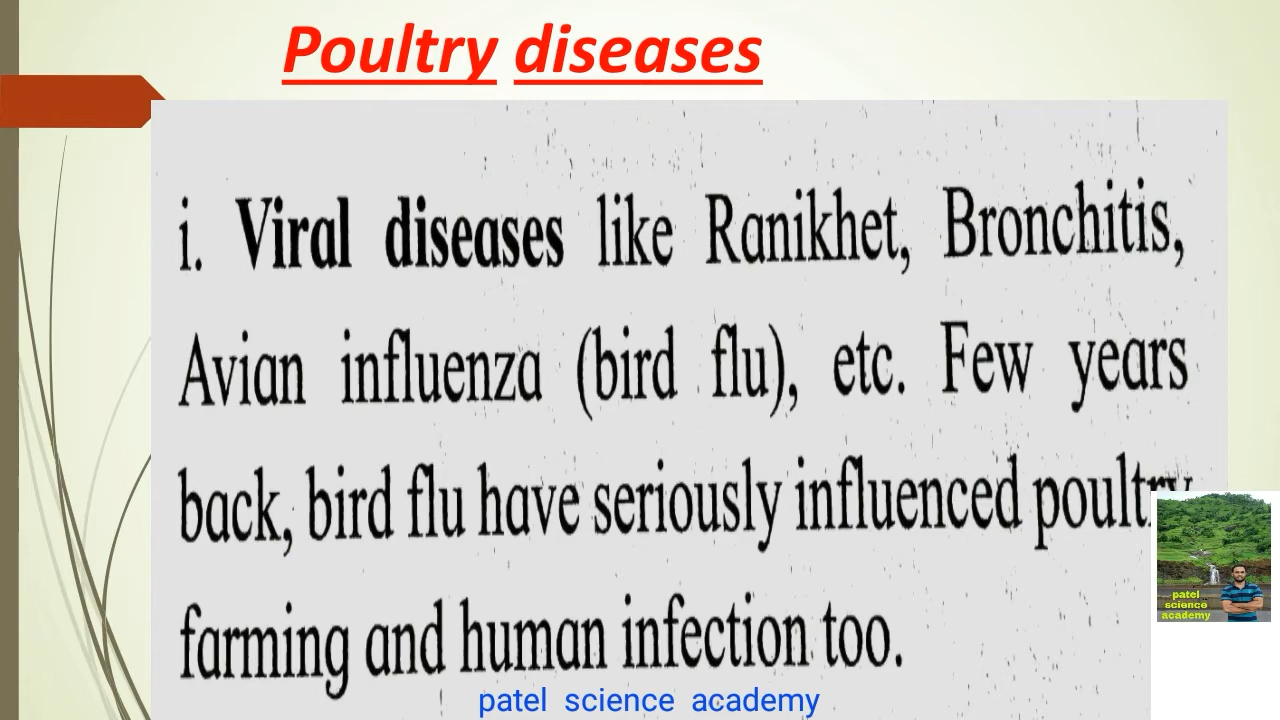 Poultry diseases
i. Viral diseases like Ranikhet, Bronchitis,
Avian influenza (bird flu), etc. Few years
back, bird flu have seriously influenced poultry
farming and human infection too.
patel science academy
patel
science
academy